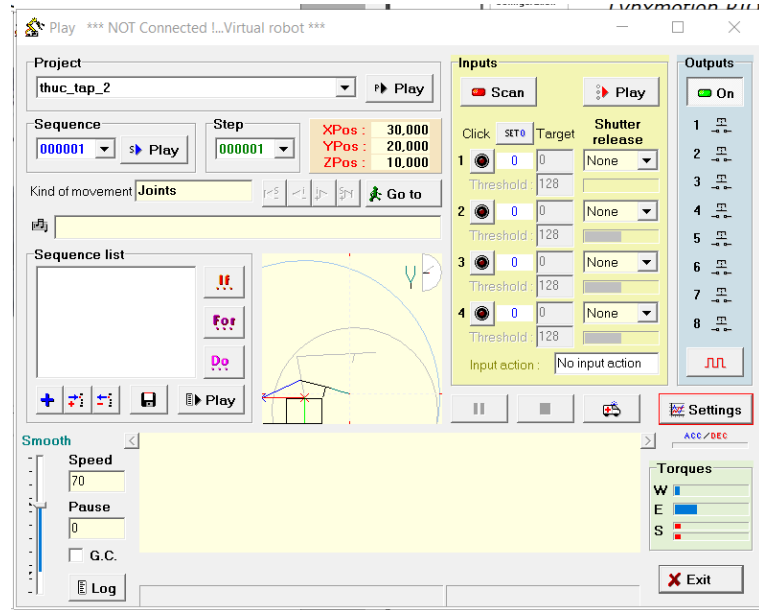 Play *** NOT Connected !...Virtual robot ***
Project
thuc_tap_2
P Play
Sequence
000001
S Play
Step
000001
XPos : 30,000
YPos : 20,000
ZPos : 10,000
Kind of movement Joints
Go to
Sequence list
If
For
Do
Play
Inputs
Scan
Play
Click SET0 Target Shutter release
1 0 0 None
Threshold : 128
2 0 0 None
Threshold : 128
3 0 0 None
Threshold : 128
4 0 0 None
Threshold : 128
Input action : No input action
Outputs
On
1
2
3
4
5
6
7
8
Settings
Smooth
Speed
70
Pause
0
G.C.
Log
ACC/DEC
Torques
W
E
S
Exit